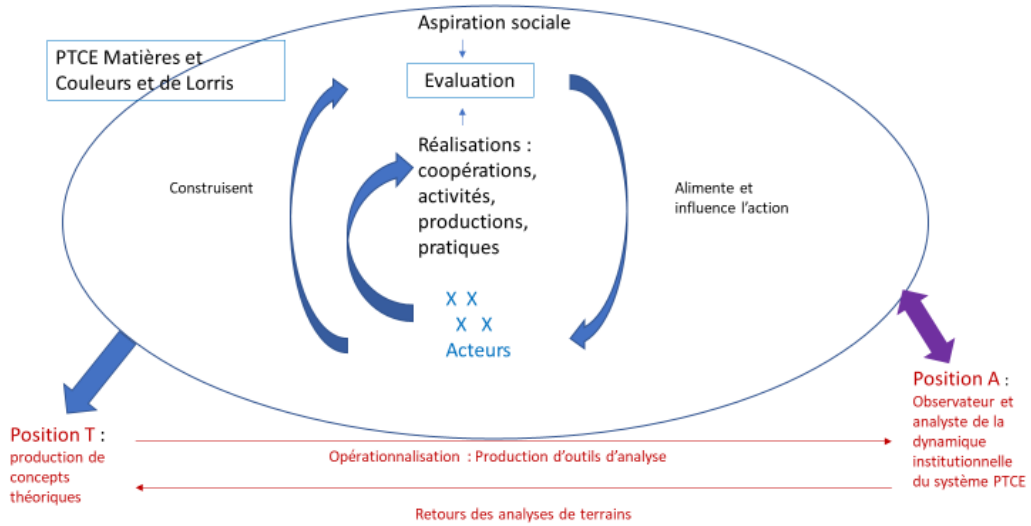 Aspiration sociale
PTCE Matières et
Couleurs et de Lorris
Evaluation
Réalisations :
coopérations,
activités,
productions,
pratiques
Construisent
Alimente et
influence l'action
X X
X X
Acteurs
Position T :
production de
concepts
théoriques
Opérationnalisation : Production d'outils d'analyse
Retours des analyses de terrains
Position A :
Observateur et
analyste de la
dynamique
institutionnelle
du système PTCE